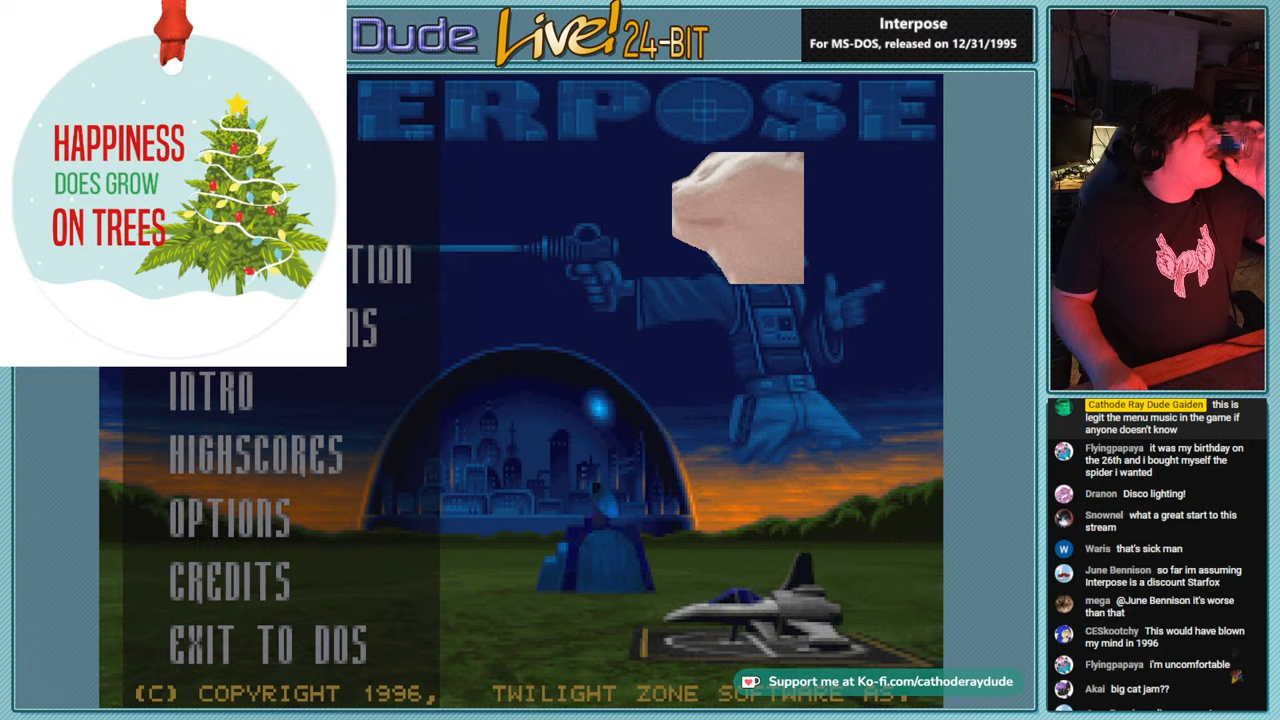 Dude Live! 24-BIT
Interpose
For MS-DOS, released on 12/31/1995
ERPOSE
HAPPINESS
DOES GROW
ON TREES
TION
NS
INTRO
HIGHSCORES
OPTIONS
CREDITS
EXIT TO DOS
(C) COPYRIGHT 1996, TWILIGHT ZONE SOFTWARE AS.
Support me at Ko-fi.com/cathoderaydude
Cathode Ray Dude Gaiden this is
legit the menu music in the game if
anyone doesn't know
Flyingpapaya it was my birthday on
the 26th and i bought myself the
spider i wanted
Dranon Disco lighting!
Snownel what a great start to this
stream
W Waris that's sick man
June Bennison so far im assuming
Interpose is a discount Starfox
mega @June Bennison it's worse
than that
CESkootchy This would have blown
my mind in 1996
Flyingpapaya i'm uncomfortable
Akai big cat jam??